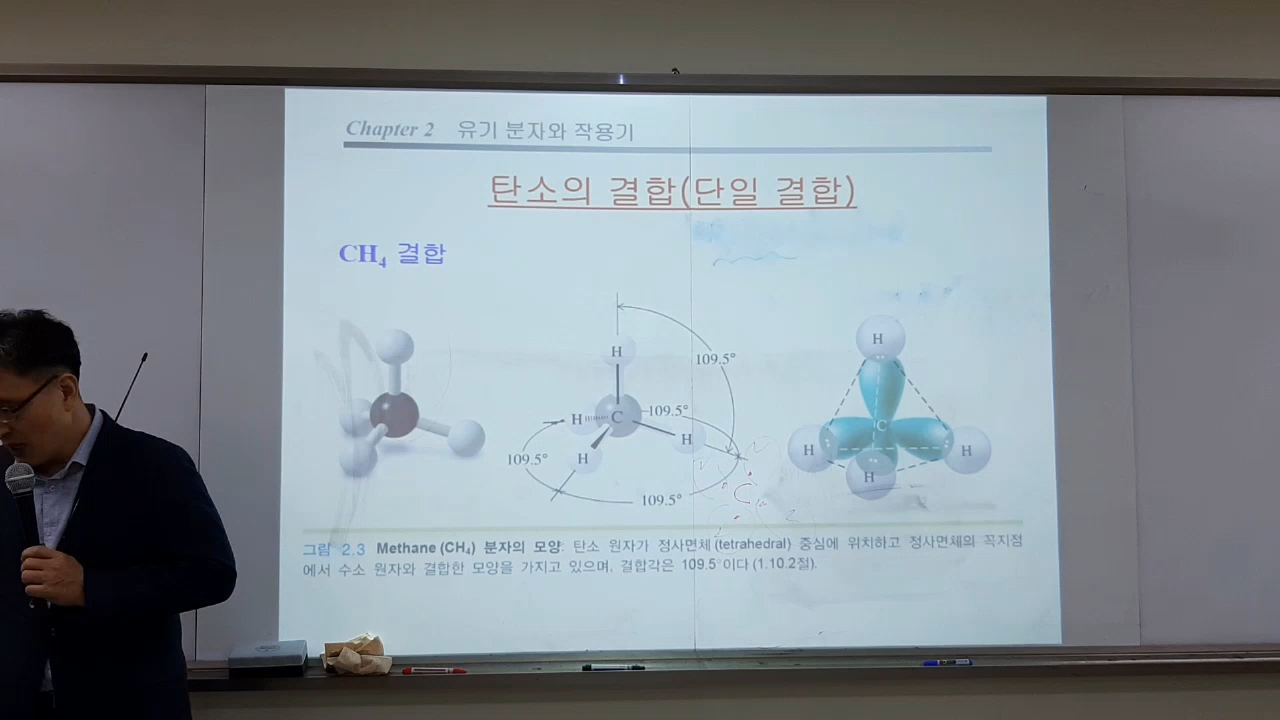 Chapter 2 유기 분자와 작용기
탄소의 결합(단일 결합)
CH₄ 결합
109.5°
H
H
C
109.5°
H
H
109.5°
109.5°
H
C
H
H
H
그림 2.3 Methane (CH₄) 분자의 모양: 탄소 원자가 정사면체 (tetrahedral) 중심에 위치하고 정사면체의 꼭지점
에서 수소 원자와 결합한 모양을 가지고 있으며, 결합각은 109.5°이다 (1.10.2절).